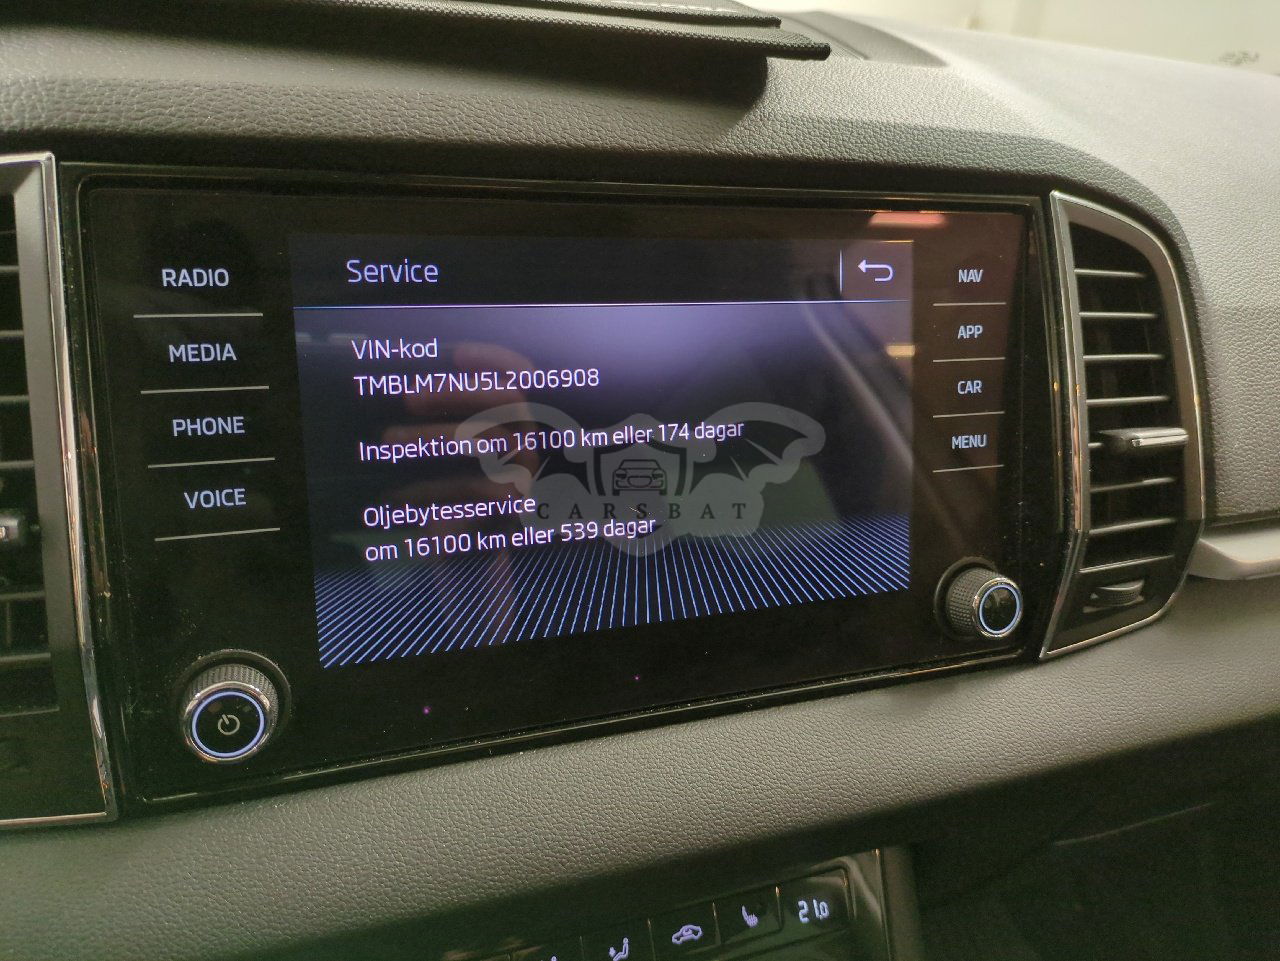 RADIO
MEDIA
PHONE
VOICE
Service
VIN-kod
TMBLM7NU5L2006908
Inspektion om 16100 km eller 174 dagar
Oljebytesservice
om 16100 km eller 539 dagar
CARSBAT
NAV
APP
CAR
MENU